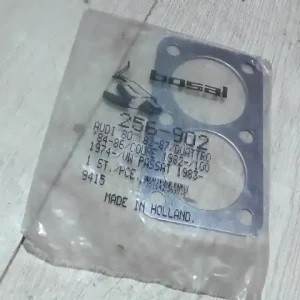 bosal
256-902
AUDI 80 -87/QUATTRO
'84-86/COUPE 1982-/100
1974-/VW PASSAT 1983-
1 ST./PCE.
9415
MADE IN HOLLAND.